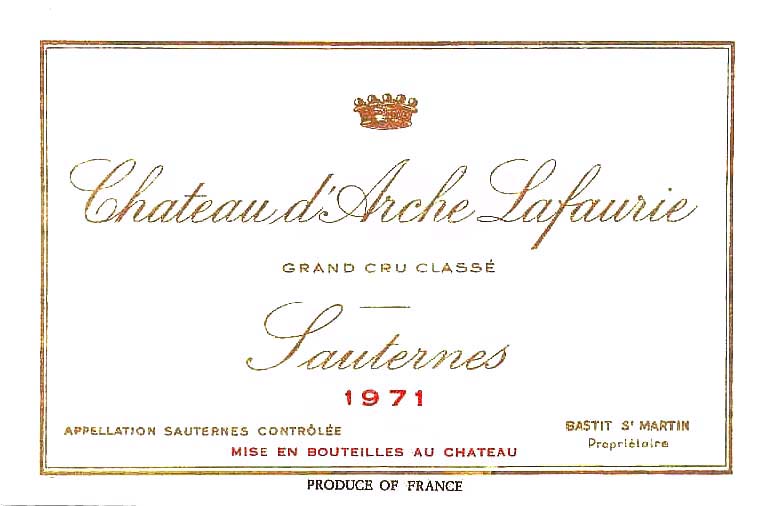 Chateau d'Arche Lafaurie
GRAND CRU CLASSÉ
Sauternes
1971
APPELLATION SAUTERNES CONTRÔLÉE
BASTIT St MARTIN
Propriétaire
MISE EN BOUTEILLES AU CHATEAU
PRODUCE OF FRANCE